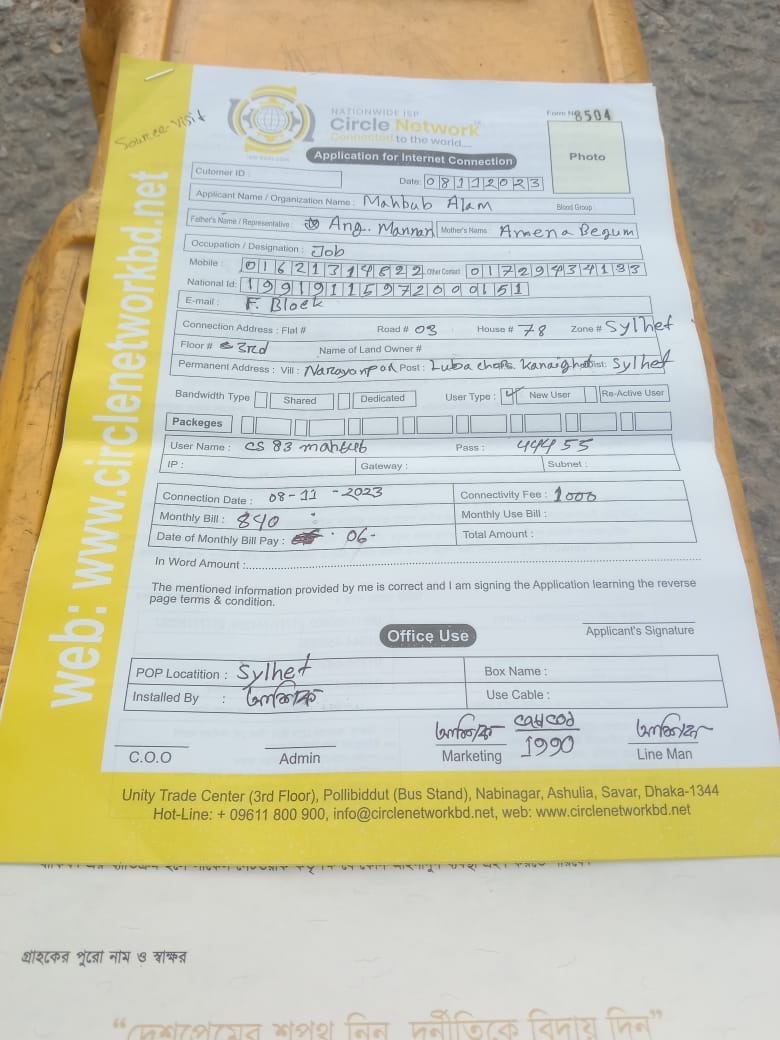 Source- Visit
NATIONWIDE ISP
Circle Network
Connected to the world....
Form No 8504
Photo
Application for Internet Connection
Cutomer ID :
Date: 08112023
Applicant Name / Organization Name : Mahbub Alam Blood Group :
Father's Name / Representative : Ang.. Mannan Mother's Name : Amena Begum
Occupation / Designation : Job
Mobile : Other Contact
National Id:
E-mail : F. Block
Connection Address : Flat # Road # 03 House # 78 Zone # Sylhet
Floor # 3rd Name of Land Owner #
Permanent Address : Vill : Post : Dist: Sylhet
Bandwidth Type Shared Dedicated User Type : New User Re-Active User
Packeges
User Name : CS 83 mahbub Pass : 44455
IP : Gateway : Subnet :
Connection Date : 08-11-2023 Connectivity Fee : 1000
Monthly Bill : 840 Monthly Use Bill :
Date of Monthly Bill Pay : 06- Total Amount :
In Word Amount :
The mentioned information provided by me is correct and I am signing the Application learning the reverse
page terms & condition.
Applicant's Signature
Office Use
POP Locatition : Sylhet Box Name :
Installed By : Use Cable :
1990
C.O.O Admin Marketing Line Man
Unity Trade Center (3rd Floor), Pollibiddut (Bus Stand), Nabinagar, Ashulia, Savar, Dhaka-1344
Hot-Line: + 09611 800 900, info@circlenetworkbd.net, web: www.circlenetworkbd.net
web: www.circlenetworkbd.net
গ্রাহকের পুরো নাম ও স্বাক্ষর
“দেশপ্রেমের শপথ নিন, দুর্নীতিকে বিদায় দিন”